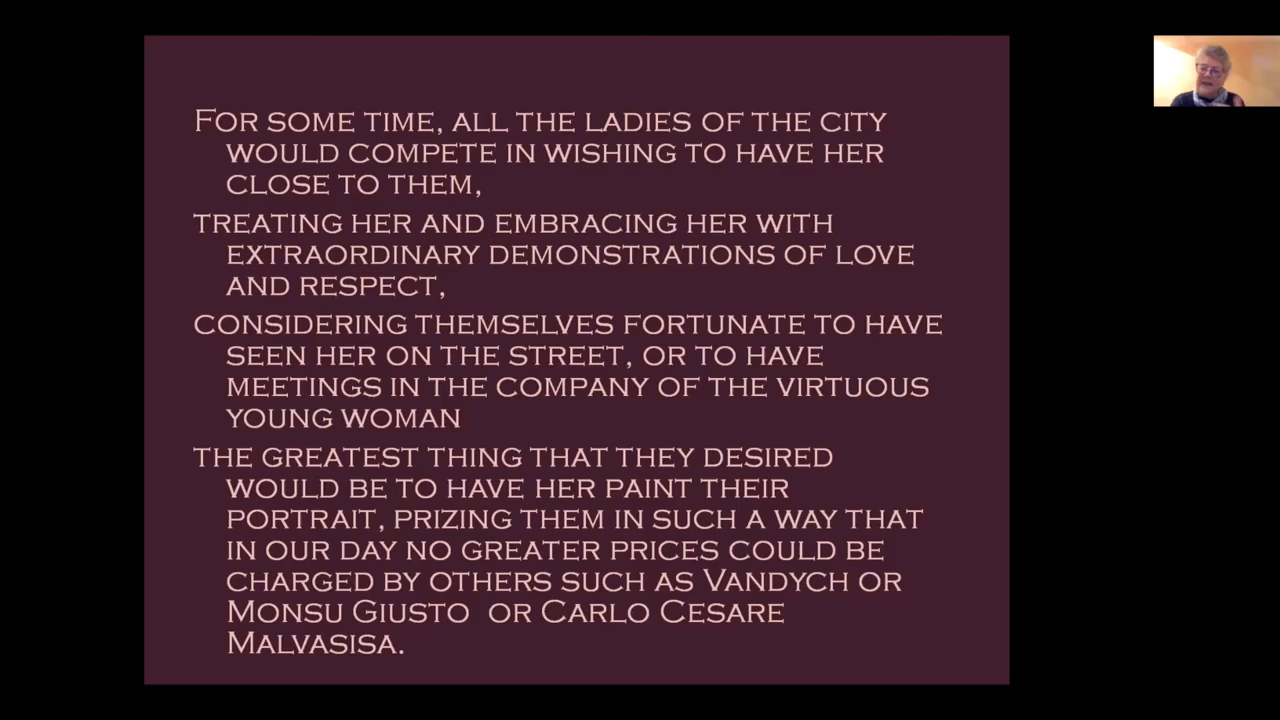 For some time, all the ladies of the city
would compete in wishing to have her
close to them,
treating her and embracing her with
extraordinary demonstrations of love
and respect,
considering themselves fortunate to have
seen her on the street, or to have
meetings in the company of the virtuous
young woman
the greatest thing that they desired
would be to have her paint their
portrait, prizing them in such a way that
in our day no greater prices could be
charged by others such as Vandych or
Monsu Giusto or Carlo Cesare
Malvasisa.